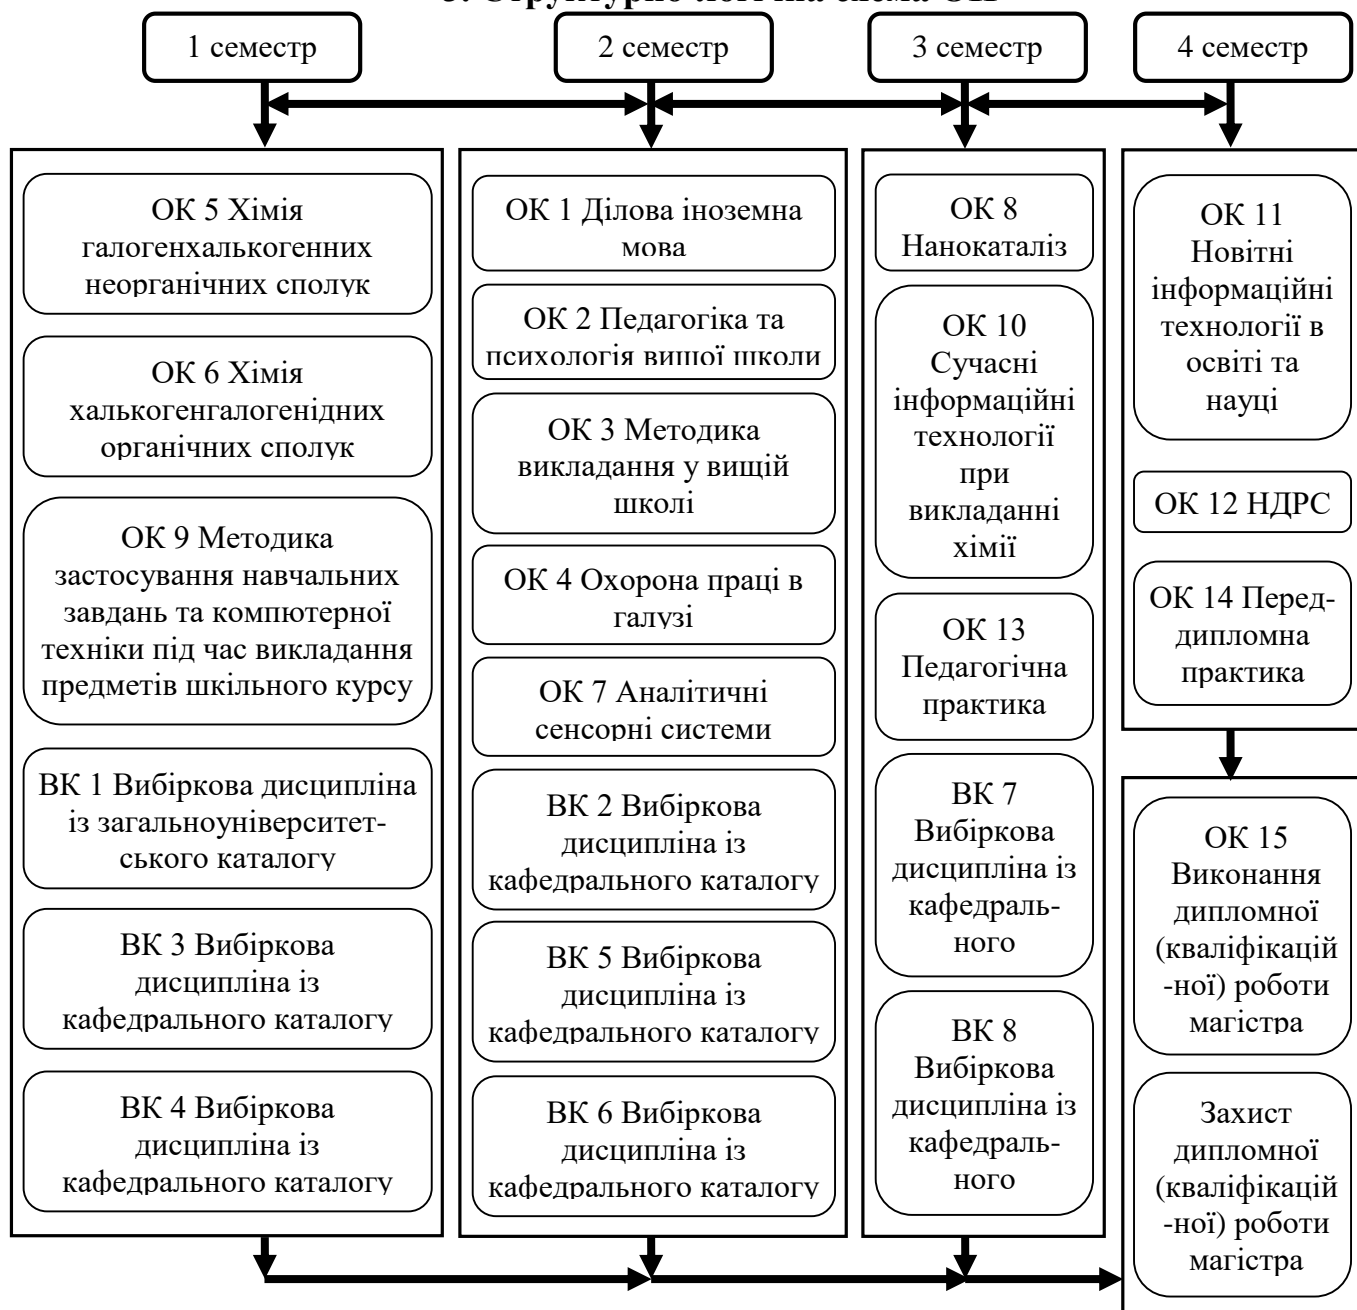 1 семестр
2 семестр
3 семестр
4 семестр
ОК 5 Хімія
галогенхалькогенних
неорганічних сполук
ОК 6 Хімія
халькогенгалогенідних
органічних сполук
ОК 9 Методика
застосування навчальних
завдань та компютерної
техніки під час викладання
предметів шкільного курсу
ВК 1 Вибіркова дисципліна
із загальноуніверситет-
ського каталогу
ВК 3 Вибіркова
дисципліна із
кафедрального каталогу
ВК 4 Вибіркова
дисципліна із
кафедрального каталогу
ОК 1 Ділова іноземна
мова
ОК 2 Педагогіка та
психологія вищої школи
ОК 3 Методика
викладання у вищій
школі
ОК 4 Охорона праці в
галузі
ОК 7 Аналітичні
сенсорні системи
ВК 2 Вибіркова
дисципліна із
кафедрального каталогу
ВК 5 Вибіркова
дисципліна із
кафедрального каталогу
ВК 6 Вибіркова
дисципліна із
кафедрального каталогу
ОК 8
Нанокаталіз
ОК 10
Сучасні
інформаційні
технології
при
викладанні
хімії
ОК 13
Педагогічна
практика
ВК 7
Вибіркова
дисципліна із
кафедраль-
ного
ВК 8
Вибіркова
дисципліна із
кафедраль-
ного
ОК 11
Новітні
інформаційні
технології в
освіті та
науці
ОК 12 НДРС
ОК 14 Перед-
дипломна
практика
ОК 15
Виконання
дипломної
(кваліфікацій
-ної) роботи
магістра
Захист
дипломної
(кваліфікацій
-ної) роботи
магістра